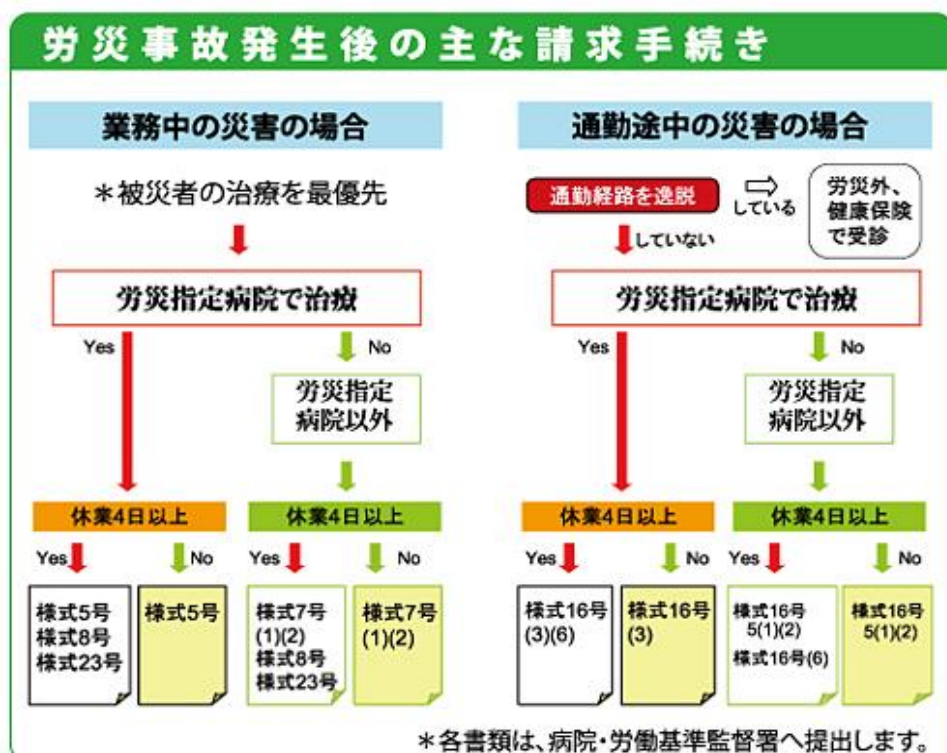 労災事故発生後の主な請求手続き
業務中の災害の場合
＊被災者の治療を最優先
労災指定病院で治療
Yes
No
労災指定
病院以外
休業4日以上
休業4日以上
Yes
No
Yes
No
様式5号
様式8号
様式23号
様式5号
様式7号
(1)(2)
様式8号
様式23号
様式7号
(1)(2)
通勤途中の災害の場合
通勤経路を逸脱
している
労災外、
健康保険
で受診
していない
労災指定病院で治療
Yes
No
労災指定
病院以外
休業4日以上
休業4日以上
Yes
No
Yes
No
様式16号
(3)(6)
様式16号
(3)
様式16号
5(1)(2)
様式16号(6)
様式16号
5(1)(2)
＊各書類は、病院・労働基準監督署へ提出します。